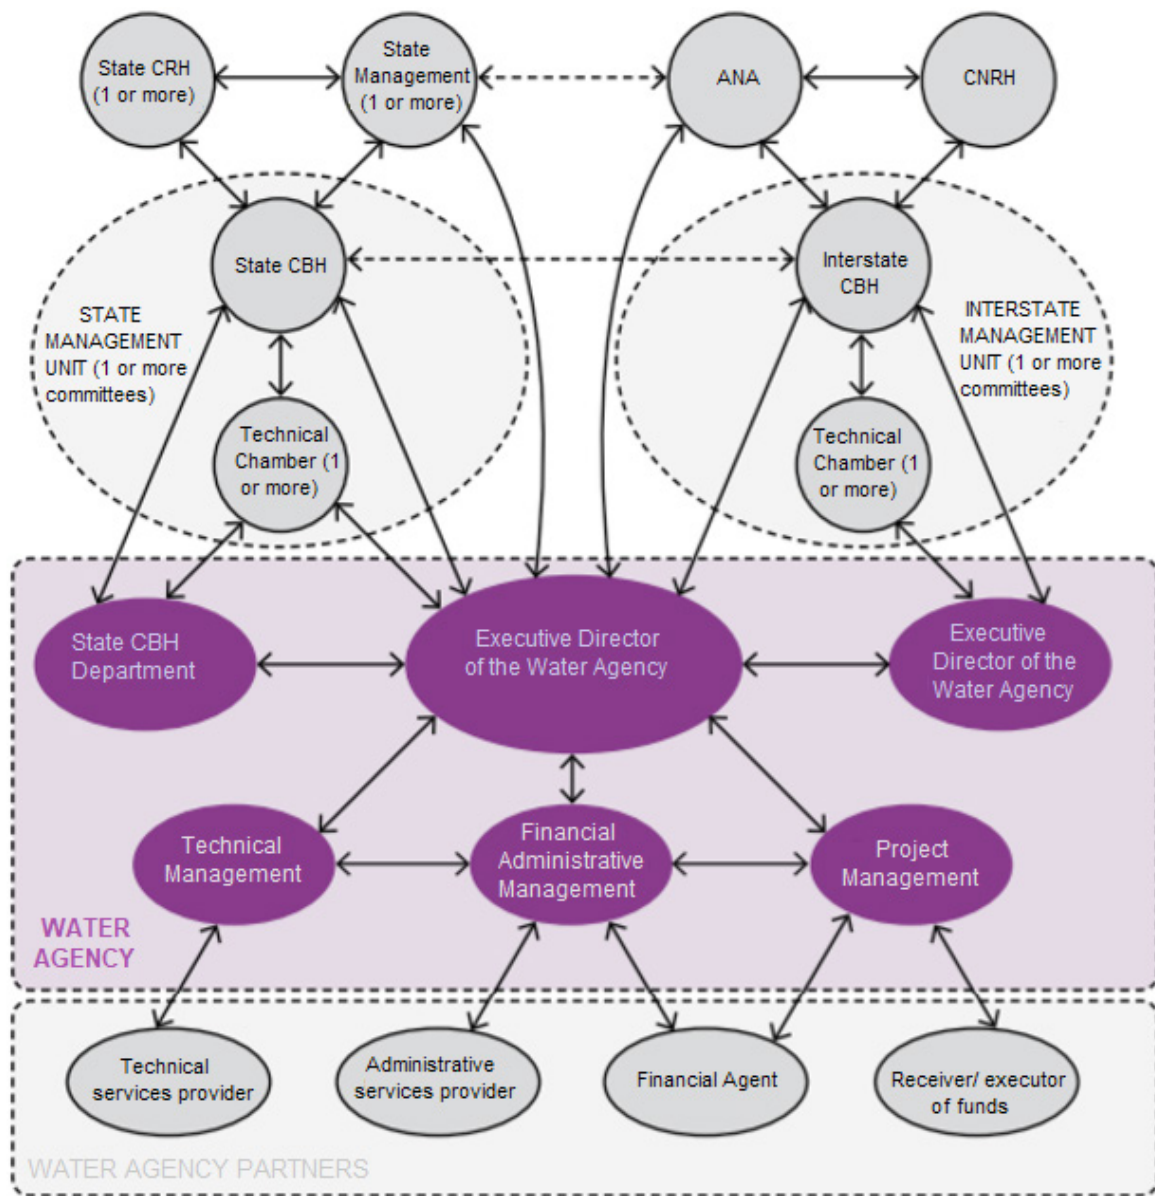 State CRH
(1 or more)
State
Management
(1 or more)
ANA
CNRH
State CBH
Interstate
CBH
STATE
MANAGEMENT
UNIT (1 or more
committees)
INTERSTATE
MANAGEMENT
UNIT (1 or more
committees)
Technical
Chamber (1
or more)
Technical
Chamber (1
or more)
State CBH
Department
Executive Director
of the Water Agency
Executive
Director of the
Water Agency
Technical
Management
Financial
Administrative
Management
Project
Management
WATER
AGENCY
Technical
services provider
Administrative
services provider
Financial Agent
Receiver/ executor
of funds
WATER AGENCY PARTNERS